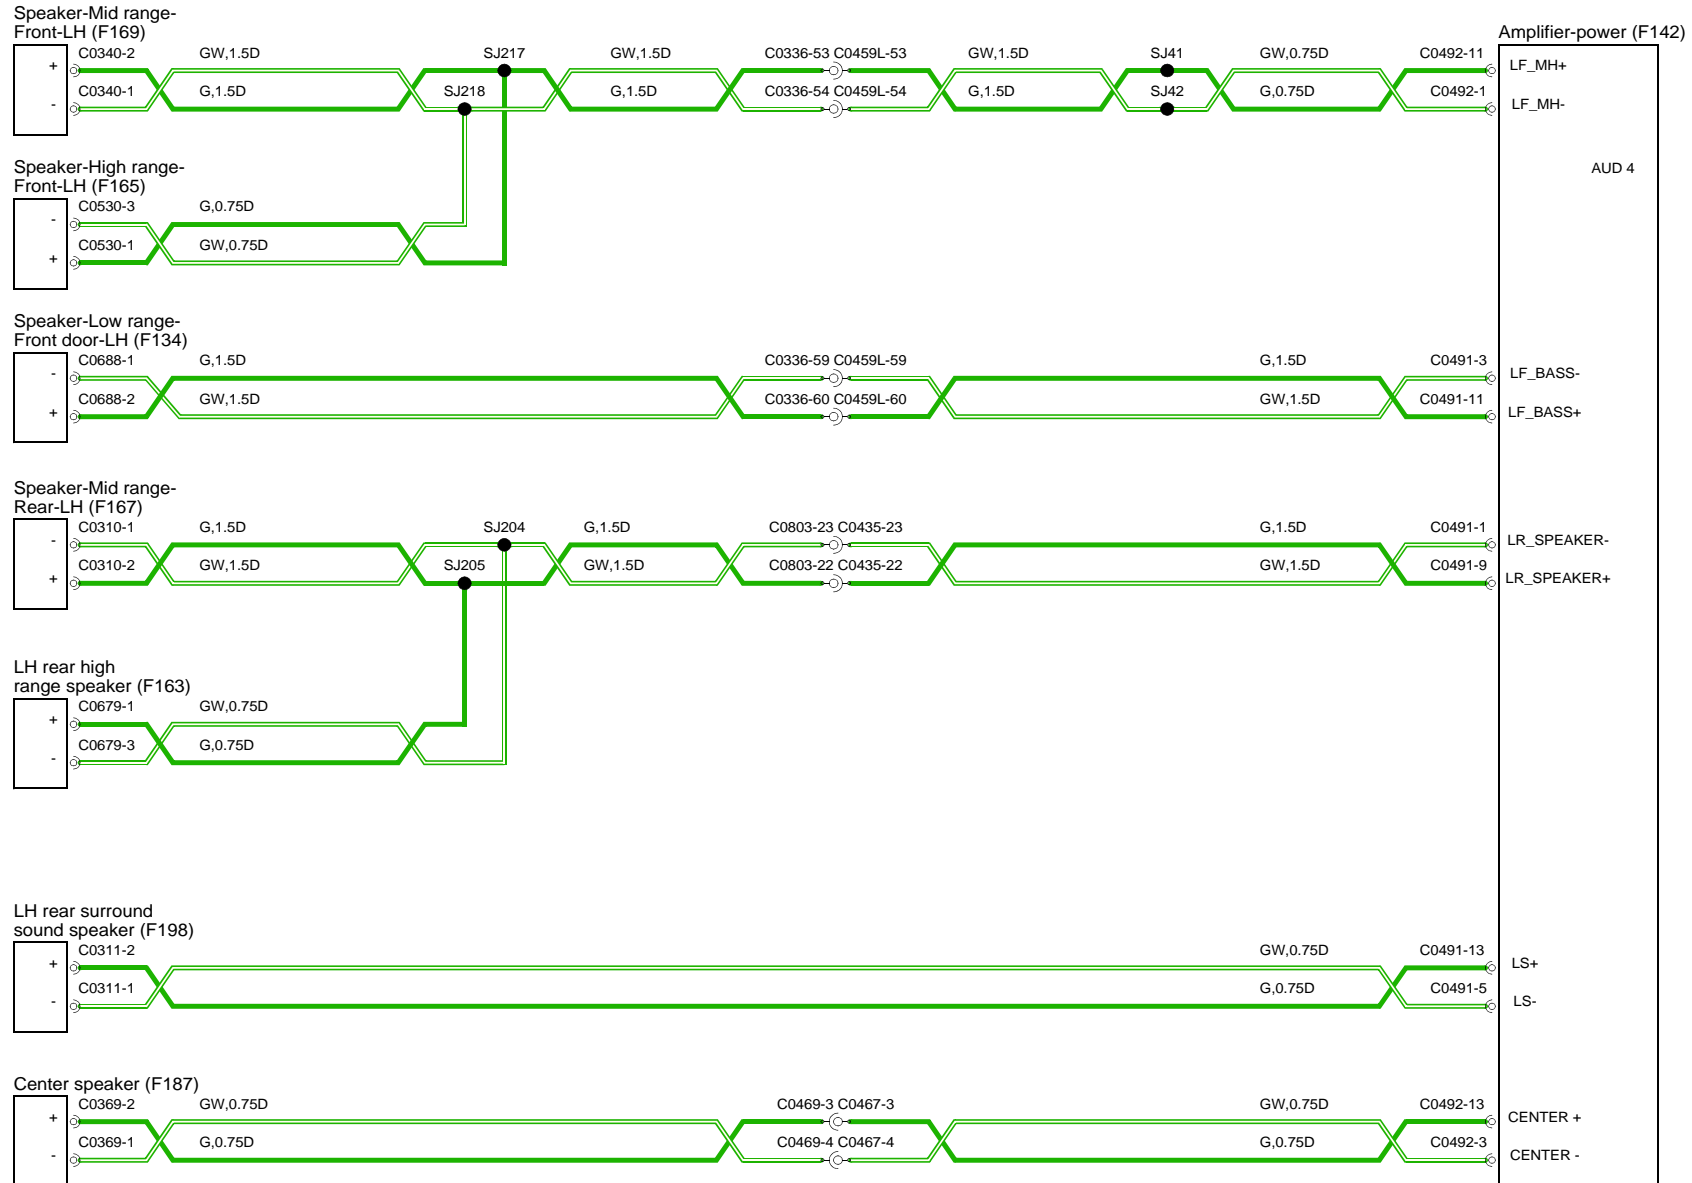 Speaker-Mid range-
Front-LH (F169)
Amplifier-power (F142)
C0340-2 GW,1.5D SJ217 GW,1.5D C0336-53 C0459L-53 GW,1.5D SJ41 GW,0.75D C0492-11
+ LF_MH+
C0340-1 G,1.5D SJ218 G,1.5D C0336-54 C0459L-54 G,1.5D SJ42 G,0.75D C0492-1
- LF_MH-
Speaker-High range-
Front-LH (F165)
AUD 4
C0530-3 G,0.75D
-
C0530-1 GW,0.75D
+
Speaker-Low range-
Front door-LH (F134)
C0688-1 G,1.5D C0336-59 C0459L-59 G,1.5D C0491-3
- LF_BASS-
C0688-2 GW,1.5D C0336-60 C0459L-60 GW,1.5D C0491-11
+ LF_BASS+
Speaker-Mid range-
Rear-LH (F167)
C0310-1 G,1.5D SJ204 G,1.5D C0803-23 C0435-23 G,1.5D C0491-1
- LR_SPEAKER-
C0310-2 GW,1.5D SJ205 GW,1.5D C0803-22 C0435-22 GW,1.5D C0491-9
+ LR_SPEAKER+
LH rear high
range speaker (F163)
C0679-1 GW,0.75D
+
C0679-3 G,0.75D
-
LH rear surround
sound speaker (F198)
C0311-2 GW,0.75D C0491-13
+ LS+
C0311-1 G,0.75D C0491-5
- LS-
Center speaker (F187)
C0369-2 GW,0.75D C0469-3 C0467-3 GW,0.75D C0492-13
+ CENTER +
C0369-1 G,0.75D C0469-4 C0467-4 G,0.75D C0492-3
- CENTER -